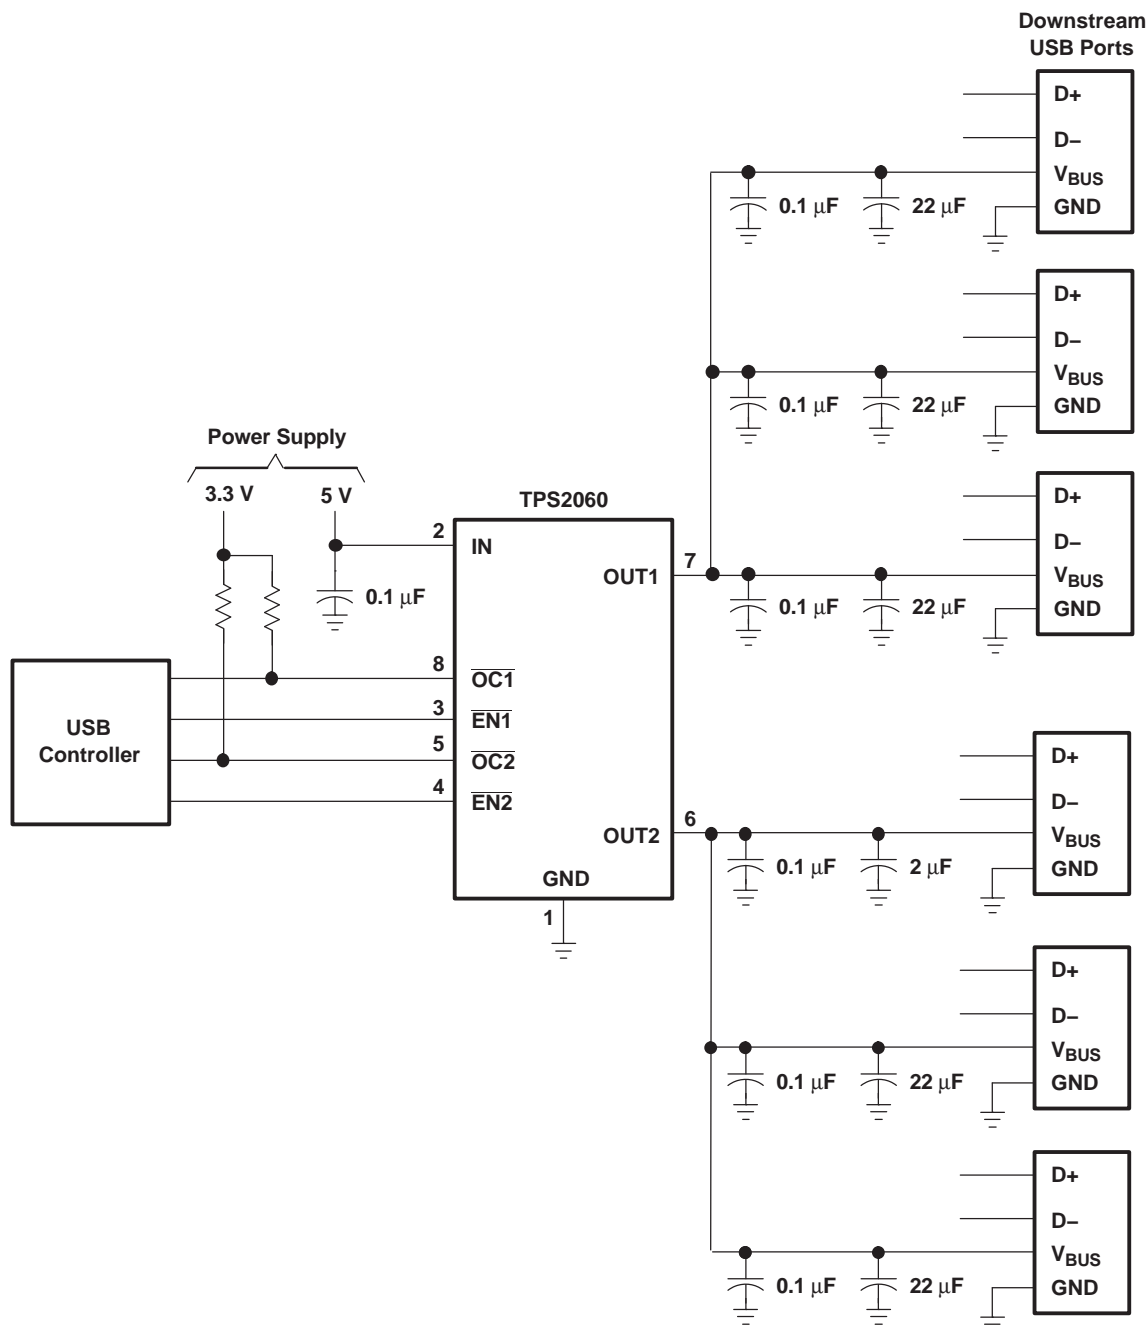 Downstream
USB Ports
D+
D–
VBUS
GND
0.1 μF
22 μF
D+
D–
VBUS
GND
0.1 μF
22 μF
Power Supply
3.3 V
5 V
TPS2060
D+
D–
VBUS
GND
2
IN
7
OUT1
0.1 μF
0.1 μF
22 μF
USB
Controller
8
OC1
3
EN1
5
OC2
4
EN2
6
OUT2
GND
1
D+
D–
VBUS
GND
0.1 μF
2 μF
D+
D–
VBUS
GND
0.1 μF
22 μF
D+
D–
VBUS
GND
0.1 μF
22 μF